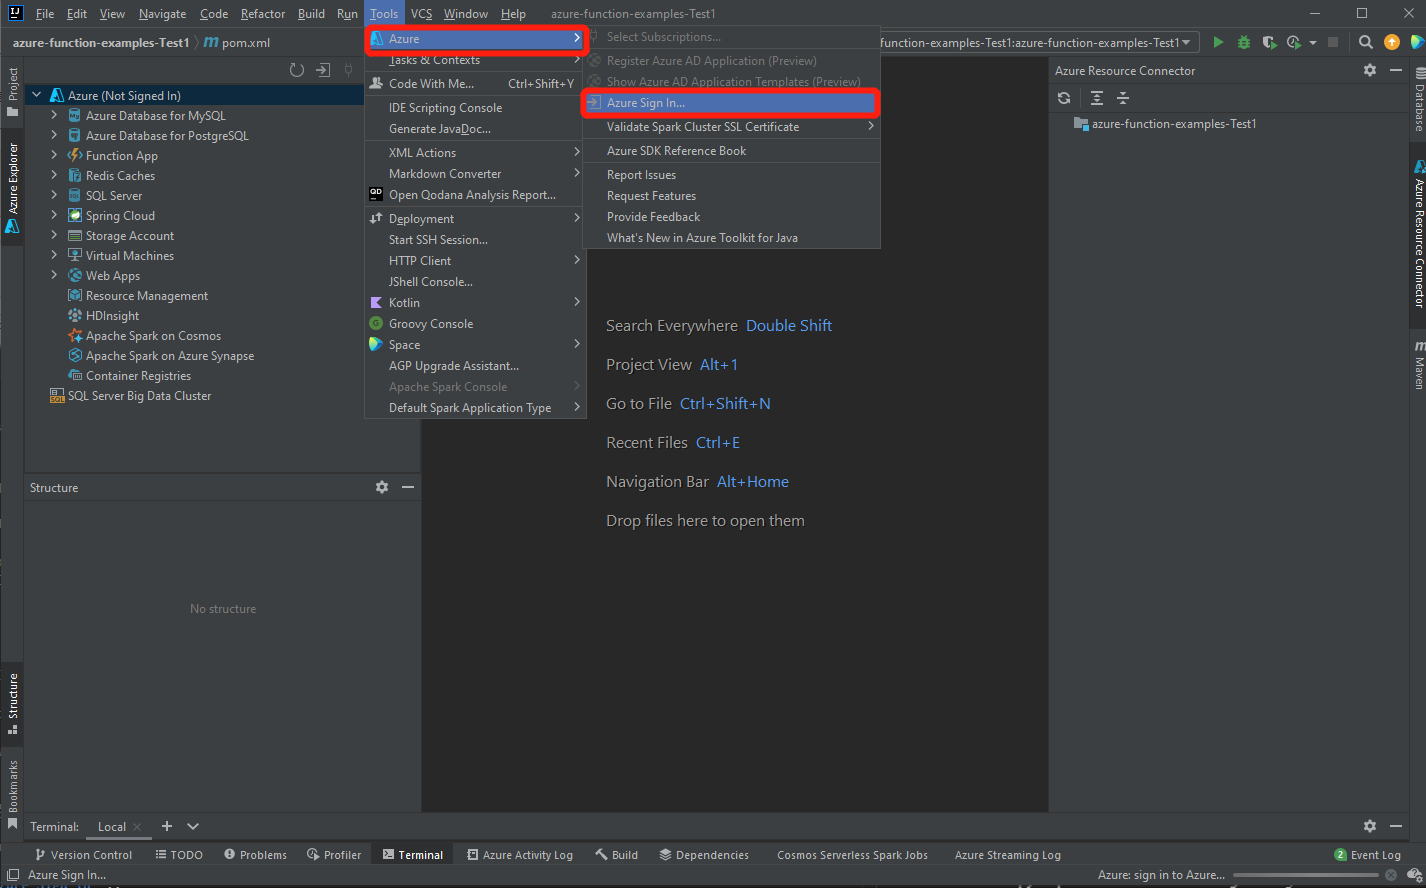 IJ File Edit View Navigate Code Refactor Build Run Tools VCS Window Help azure-function-examples-Test1
azure-function-examples-Test1 m pom.xml
function-examples-Test1:azure-function-examples-Test1
Project
Azure Explorer
Structure
Bookmarks
Azure (Not Signed In)
Azure Database for MySQL
Azure Database for PostgreSQL
Function App
Redis Caches
SQL Server
Spring Cloud
Storage Account
Virtual Machines
Web Apps
Resource Management
HDInsight
Apache Spark on Cosmos
Apache Spark on Azure Synapse
Container Registries
SQL Server Big Data Cluster
Structure
No structure
Azure
Tasks & Contexts
Code With Me... Ctrl+Shift+Y
IDE Scripting Console
Generate JavaDoc...
XML Actions
Markdown Converter
QD Open Qodana Analysis Report...
Deployment
Start SSH Session...
HTTP Client
JShell Console...
Kotlin
G Groovy Console
Space
AGP Upgrade Assistant...
Apache Spark Console
Default Spark Application Type
Select Subscriptions...
Register Azure AD Application (Preview)
Show Azure AD Application Templates (Preview)
Azure Sign In...
Validate Spark Cluster SSL Certificate
Azure SDK Reference Book
Report Issues
Request Features
Provide Feedback
What's New in Azure Toolkit for Java
Search Everywhere Double Shift
Project View Alt+1
Go to File Ctrl+Shift+N
Recent Files Ctrl+E
Navigation Bar Alt+Home
Drop files here to open them
Azure Resource Connector
azure-function-examples-Test1
Database
Azure Resource Connector
m Maven
Terminal: Local
Version Control TODO Problems Profiler Terminal Azure Activity Log Build Dependencies Cosmos Serverless Spark Jobs Azure Streaming Log 2 Event Log
Azure Sign In... Azure: sign in to Azure...